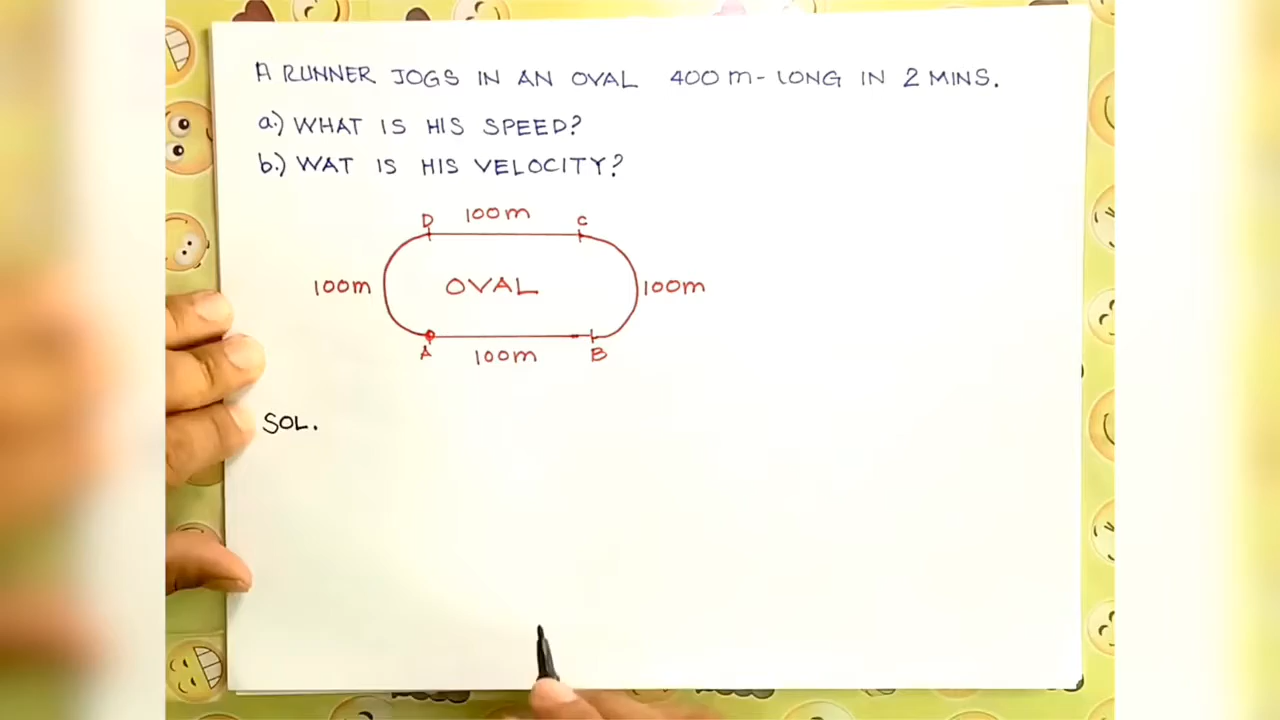 A RUNNER JOGS IN AN OVAL 400 m-LONG IN 2 MINS.
a.) WHAT IS HIS SPEED?
b.) WAT IS HIS VELOCITY?
D 100m C
100m OVAL 100m
A 100m B
SOL.